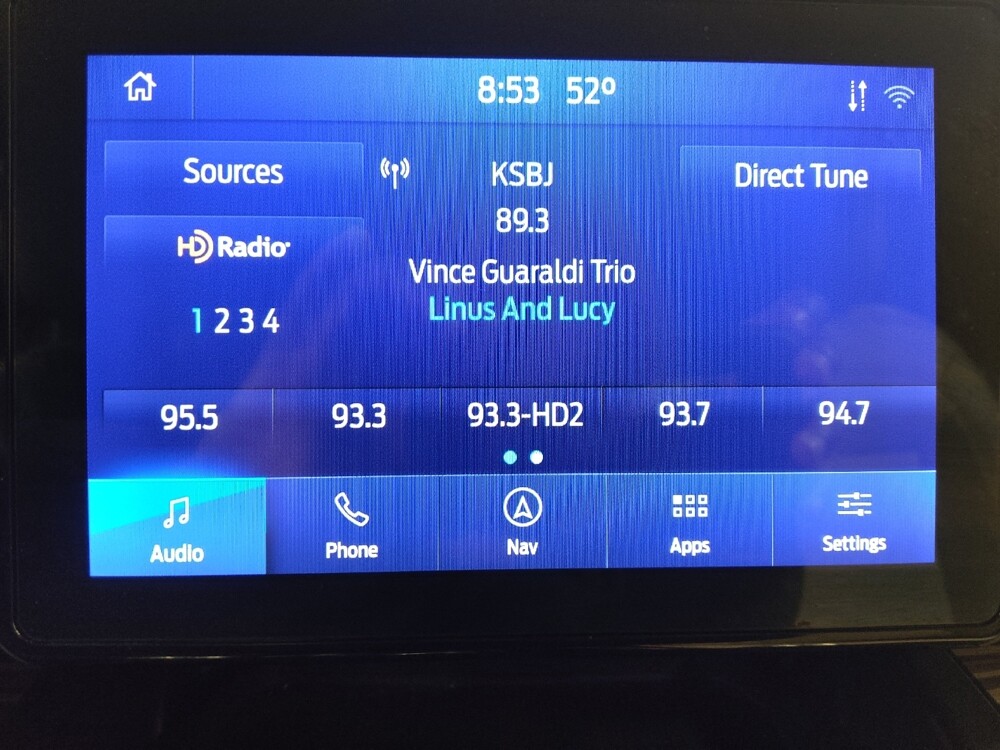 8:53 52°
Sources
KSBJ
Direct Tune
89.3
HD Radio
Vince Guaraldi Trio
Linus And Lucy
1 2 3 4
95.5 93.3 93.3-HD2 93.7 94.7
Audio Phone Nav Apps Settings